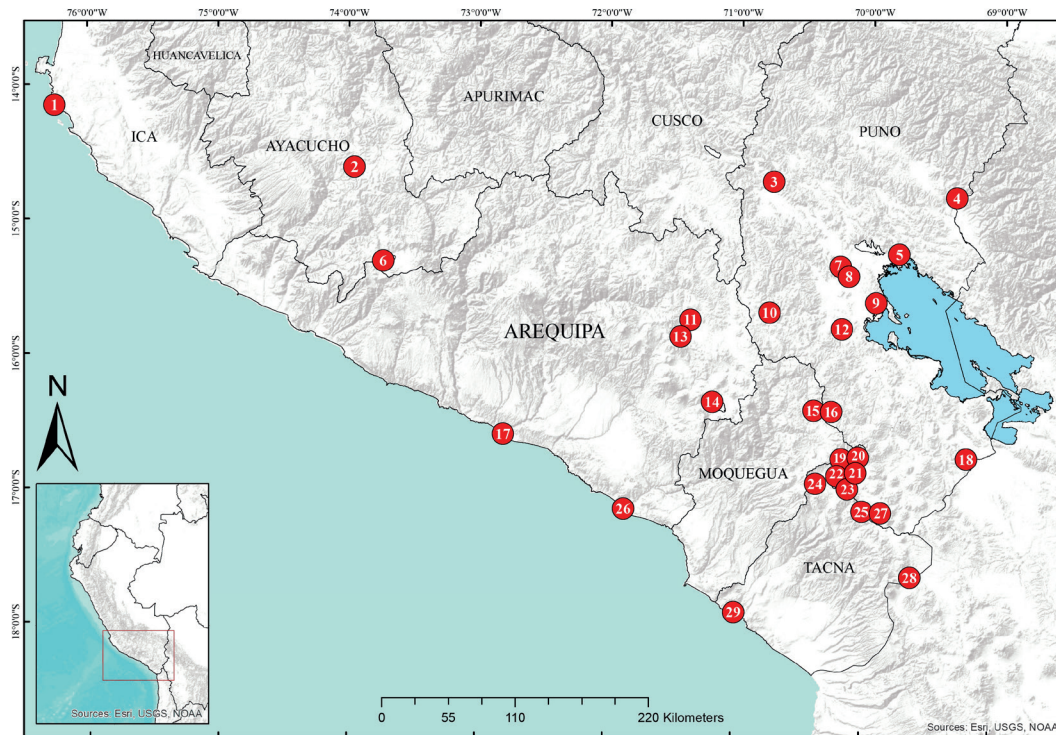 76°0'0"W 75°0'0"W 74°0'0"W 73°0'0"W 72°0'0"W 71°0'0"W 70°0'0"W 69°0'0"W
14°0'0"S
15°0'0"S
16°0'0"S
17°0'0"S
18°0'0"S
HUANCAVELICA
APURIMAC
1
ICA
CUSCO
PUNO
AYACUCHO
2
3
4
5
6
7
8
9
10
11
12
13
AREQUIPA
14
15 16
17
18
MOQUEGUA
19 20
22 21
24 23
25 27
26
TACNA
28
29
N
0 55 110 220 Kilometers
Sources: Esri, USGS, NOAA
Sources: Esri, USGS, NOAA